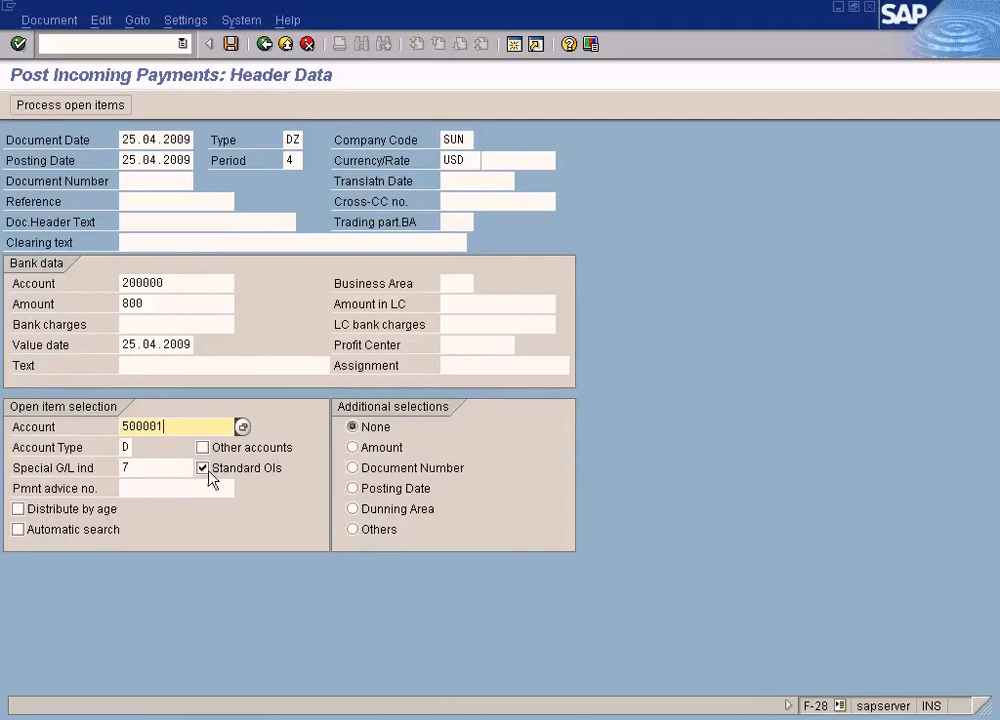 Document Edit Goto Settings System Help
SAP
Post Incoming Payments: Header Data
Process open items
Document Date 25.04.2009 Type DZ Company Code SUN
Posting Date 25.04.2009 Period 4 Currency/Rate USD
Document Number Translatn Date
Reference Cross-CC no.
Doc.Header Text Trading part.BA
Clearing text
Bank data
Account 200000 Business Area
Amount 800 Amount in LC
Bank charges LC bank charges
Value date 25.04.2009 Profit Center
Text Assignment
Open item selection Additional selections
Account 500001 None
Account Type D Other accounts Amount
Special G/L ind 7 Standard OIs Document Number
Pmnt advice no. Posting Date
Distribute by age Dunning Area
Automatic search Others
F-28 sapserver INS